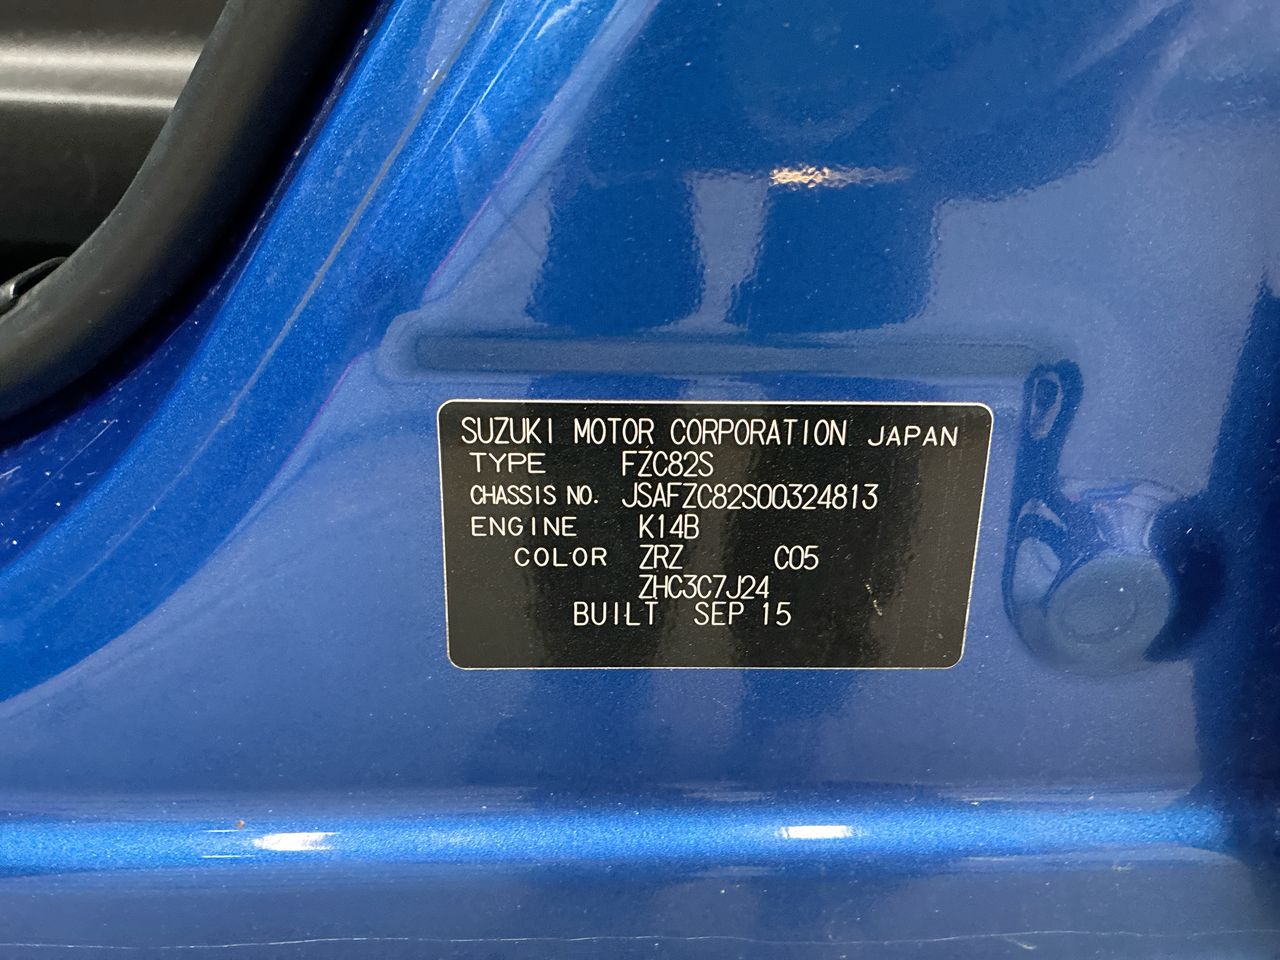 SUZUKI MOTOR CORPORATION JAPAN
TYPE FZC82S
CHASSIS NO. JSAFZC82S00324813
ENGINE K14B
COLOR ZRZ C05
ZHC3C7J24
BUILT SEP 15